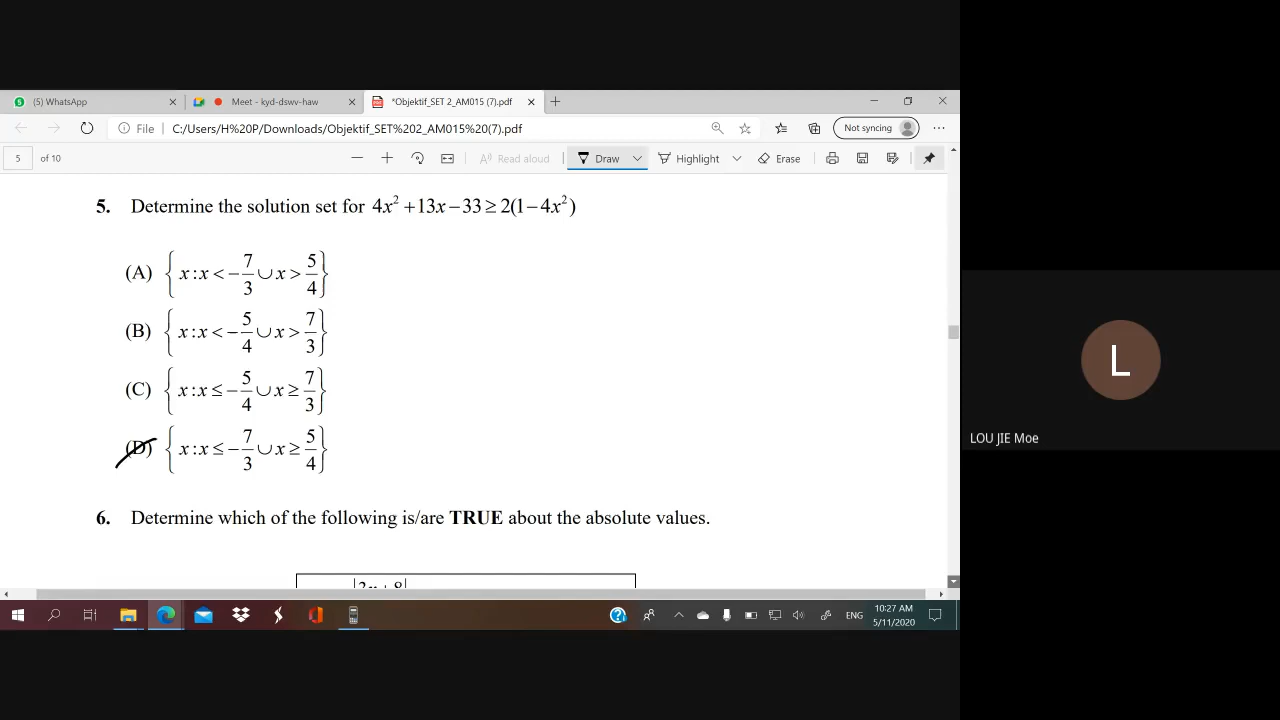 (5) WhatsApp
Meet - kyd-dswv-haw
*Objektif_SET 2_AM015 (7).pdf
File
C:/Users/H%20P/Downloads/Objektif_SET%202_AM015%20(7).pdf
Not syncing
5 of 10
Read aloud
Draw
Highlight
Erase
5. Determine the solution set for 4x² + 13x − 33 ≥ 2(1 − 4x²)
(A) {x : x < −7/3 ∪ x > 5/4}
(B) {x : x < −5/4 ∪ x > 7/3}
(C) {x : x ≤ −5/4 ∪ x ≥ 7/3}
(D) {x : x ≤ −7/3 ∪ x ≥ 5/4}
6. Determine which of the following is/are TRUE about the absolute values.
L
LOU JIE Moe
ENG
10:27 AM
5/11/2020